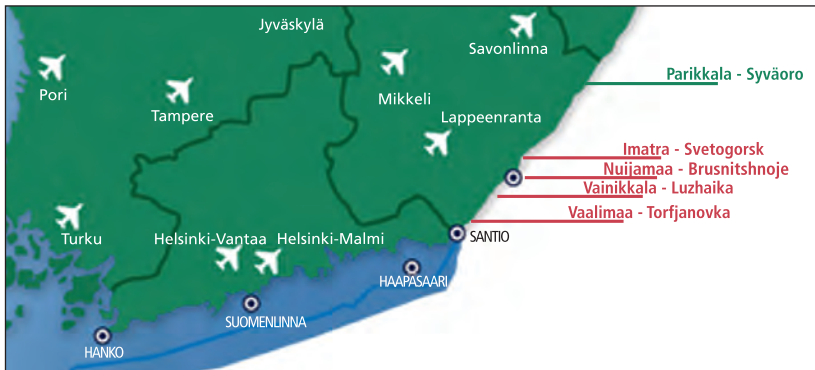 Jyväskylä
Savonlinna
Parikkala - Syväoro
Pori
Mikkeli
Tampere
Lappeenranta
Imatra - Svetogorsk
Nuijamaa - Brusnitshnoje
Vainikkala - Luzhaika
Vaalimaa - Torfjanovka
Turku
Helsinki-Vantaa
Helsinki-Malmi
SANTIO
HAAPASAARI
SUOMENLINNA
HANKO